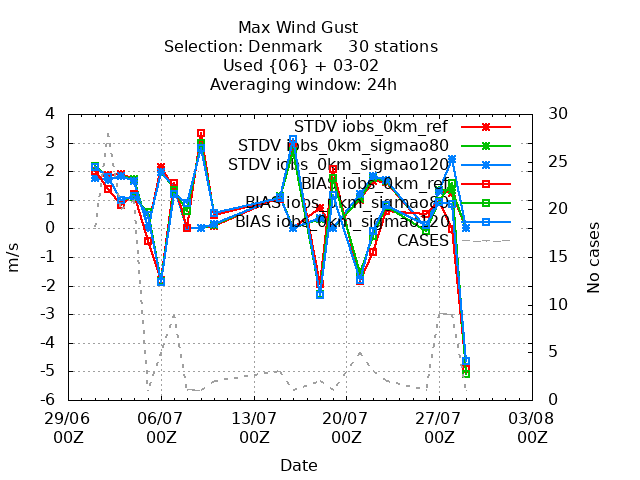 Max Wind Gust
Selection: Denmark 30 stations
Used {06} + 03-02
Averaging window: 24h
STDV iobs_0km_ref
STDV iobs_0km_sigmao80
STDV iobs_0km_sigmao120
BIAS iobs_0km_ref
BIAS iobs_0km_sigmao80
BIAS iobs_0km_sigmao120
CASES
4
3
2
1
0
-1
-2
-3
-4
-5
-6
m/s
30
25
20
15
10
5
0
No cases
29/06 06/07 13/07 20/07 27/07 03/08
00Z 00Z 00Z 00Z 00Z 00Z
Date